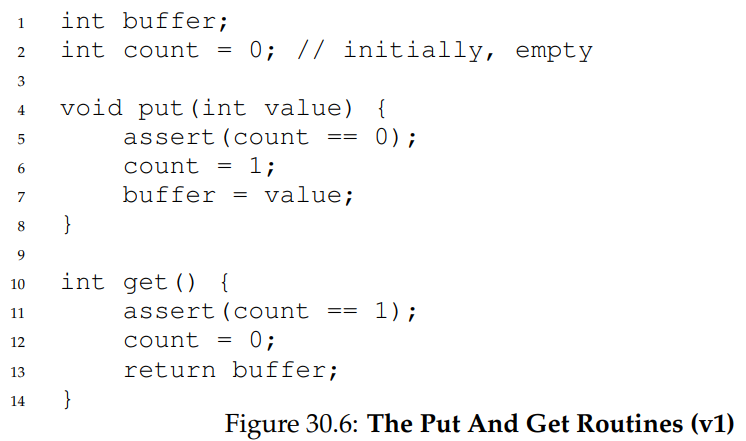 1 int buffer;
2 int count = 0; // initially, empty
3
4 void put(int value) {
5 assert(count == 0);
6 count = 1;
7 buffer = value;
8 }
9
10 int get() {
11 assert(count == 1);
12 count = 0;
13 return buffer;
14 }
Figure 30.6: The Put And Get Routines (v1)